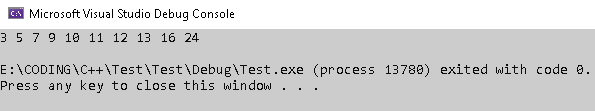 Microsoft Visual Studio Debug Console
3 5 7 9 10 11 12 13 16 24
E:\CODING\C++\Test\Test\Debug\Test.exe (process 13780) exited with code 0.
Press any key to close this window . . .